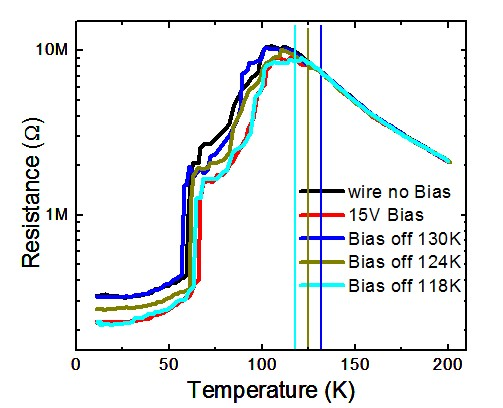 10M
1M
Resistance (Ω)
wire no Bias
15V Bias
Bias off 130K
Bias off 124K
Bias off 118K
0 50 100 150 200
Temperature (K)